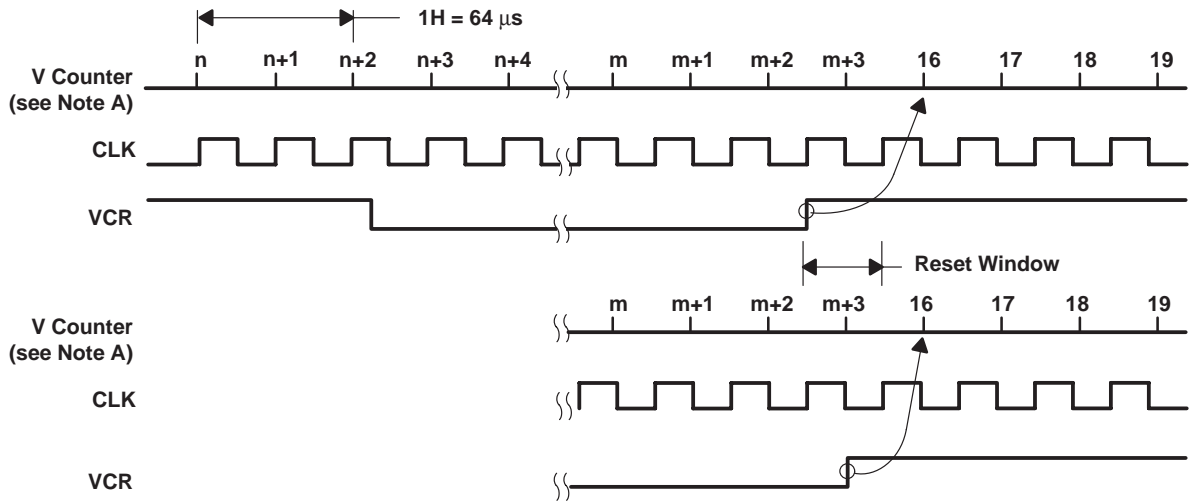 1H = 64 μs
n n+1 n+2 n+3 n+4 m m+1 m+2 m+3 16 17 18 19
V Counter
(see Note A)
CLK
VCR
Reset Window
m m+1 m+2 m+3 16 17 18 19
V Counter
(see Note A)
CLK
VCR